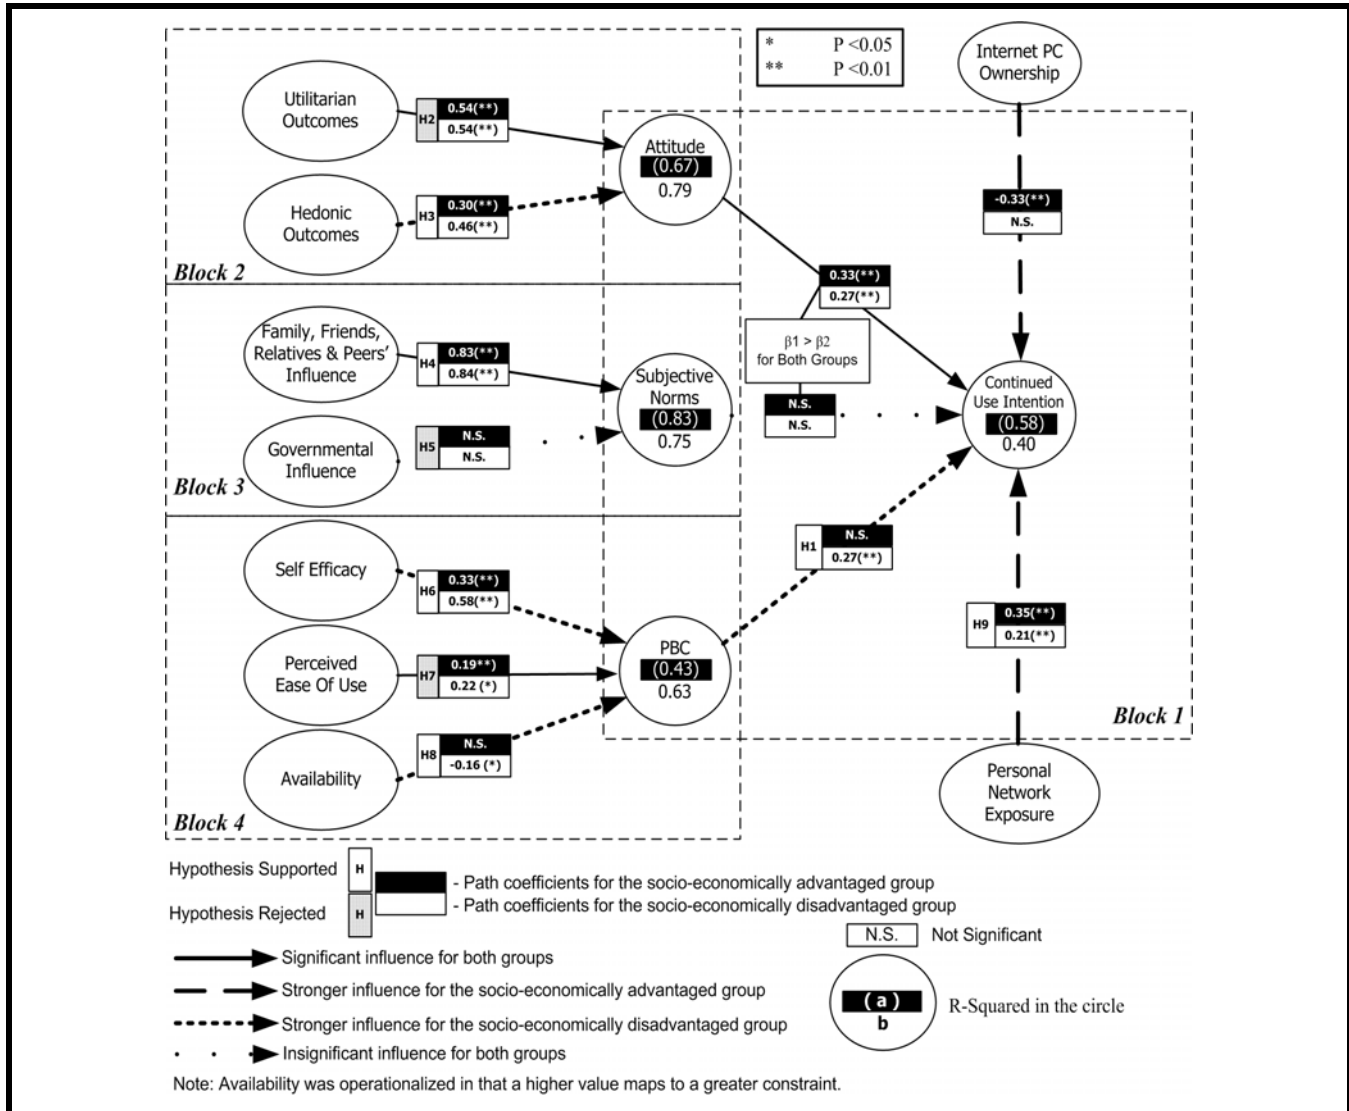 * P <0.05
** P <0.01
Internet PC
Ownership
Utilitarian
Outcomes
H2
0.54(**)
0.54(**)
Attitude
(0.67)
0.79
Hedonic
Outcomes
H3
0.30(**)
0.46(**)
-0.33(**)
N.S.
Block 2
0.33(**)
0.27(**)
Family, Friends,
Relatives & Peers'
Influence
H4
0.83(**)
0.84(**)
β1 > β2
for Both Groups
Subjective
Norms
(0.83)
0.75
N.S.
N.S.
Continued
Use Intention
(0.58)
0.40
Governmental
Influence
H5
N.S.
N.S.
Block 3
Self Efficacy
H6
0.33(**)
0.58(**)
H1
N.S.
0.27(**)
H9
0.35(**)
0.21(**)
Perceived
Ease Of Use
H7
0.19**)
0.22 (*)
PBC
(0.43)
0.63
Block 1
Availability
H8
N.S.
-0.16 (*)
Block 4
Personal
Network
Exposure
Hypothesis Supported H
Hypothesis Rejected H
- Path coefficients for the socio-economically advantaged group
- Path coefficients for the socio-economically disadvantaged group
N.S. Not Significant
Significant influence for both groups
Stronger influence for the socio-economically advantaged group
Stronger influence for the socio-economically disadvantaged group
Insignificant influence for both groups
(a)
b
R-Squared in the circle
Note: Availability was operationalized in that a higher value maps to a greater constraint.